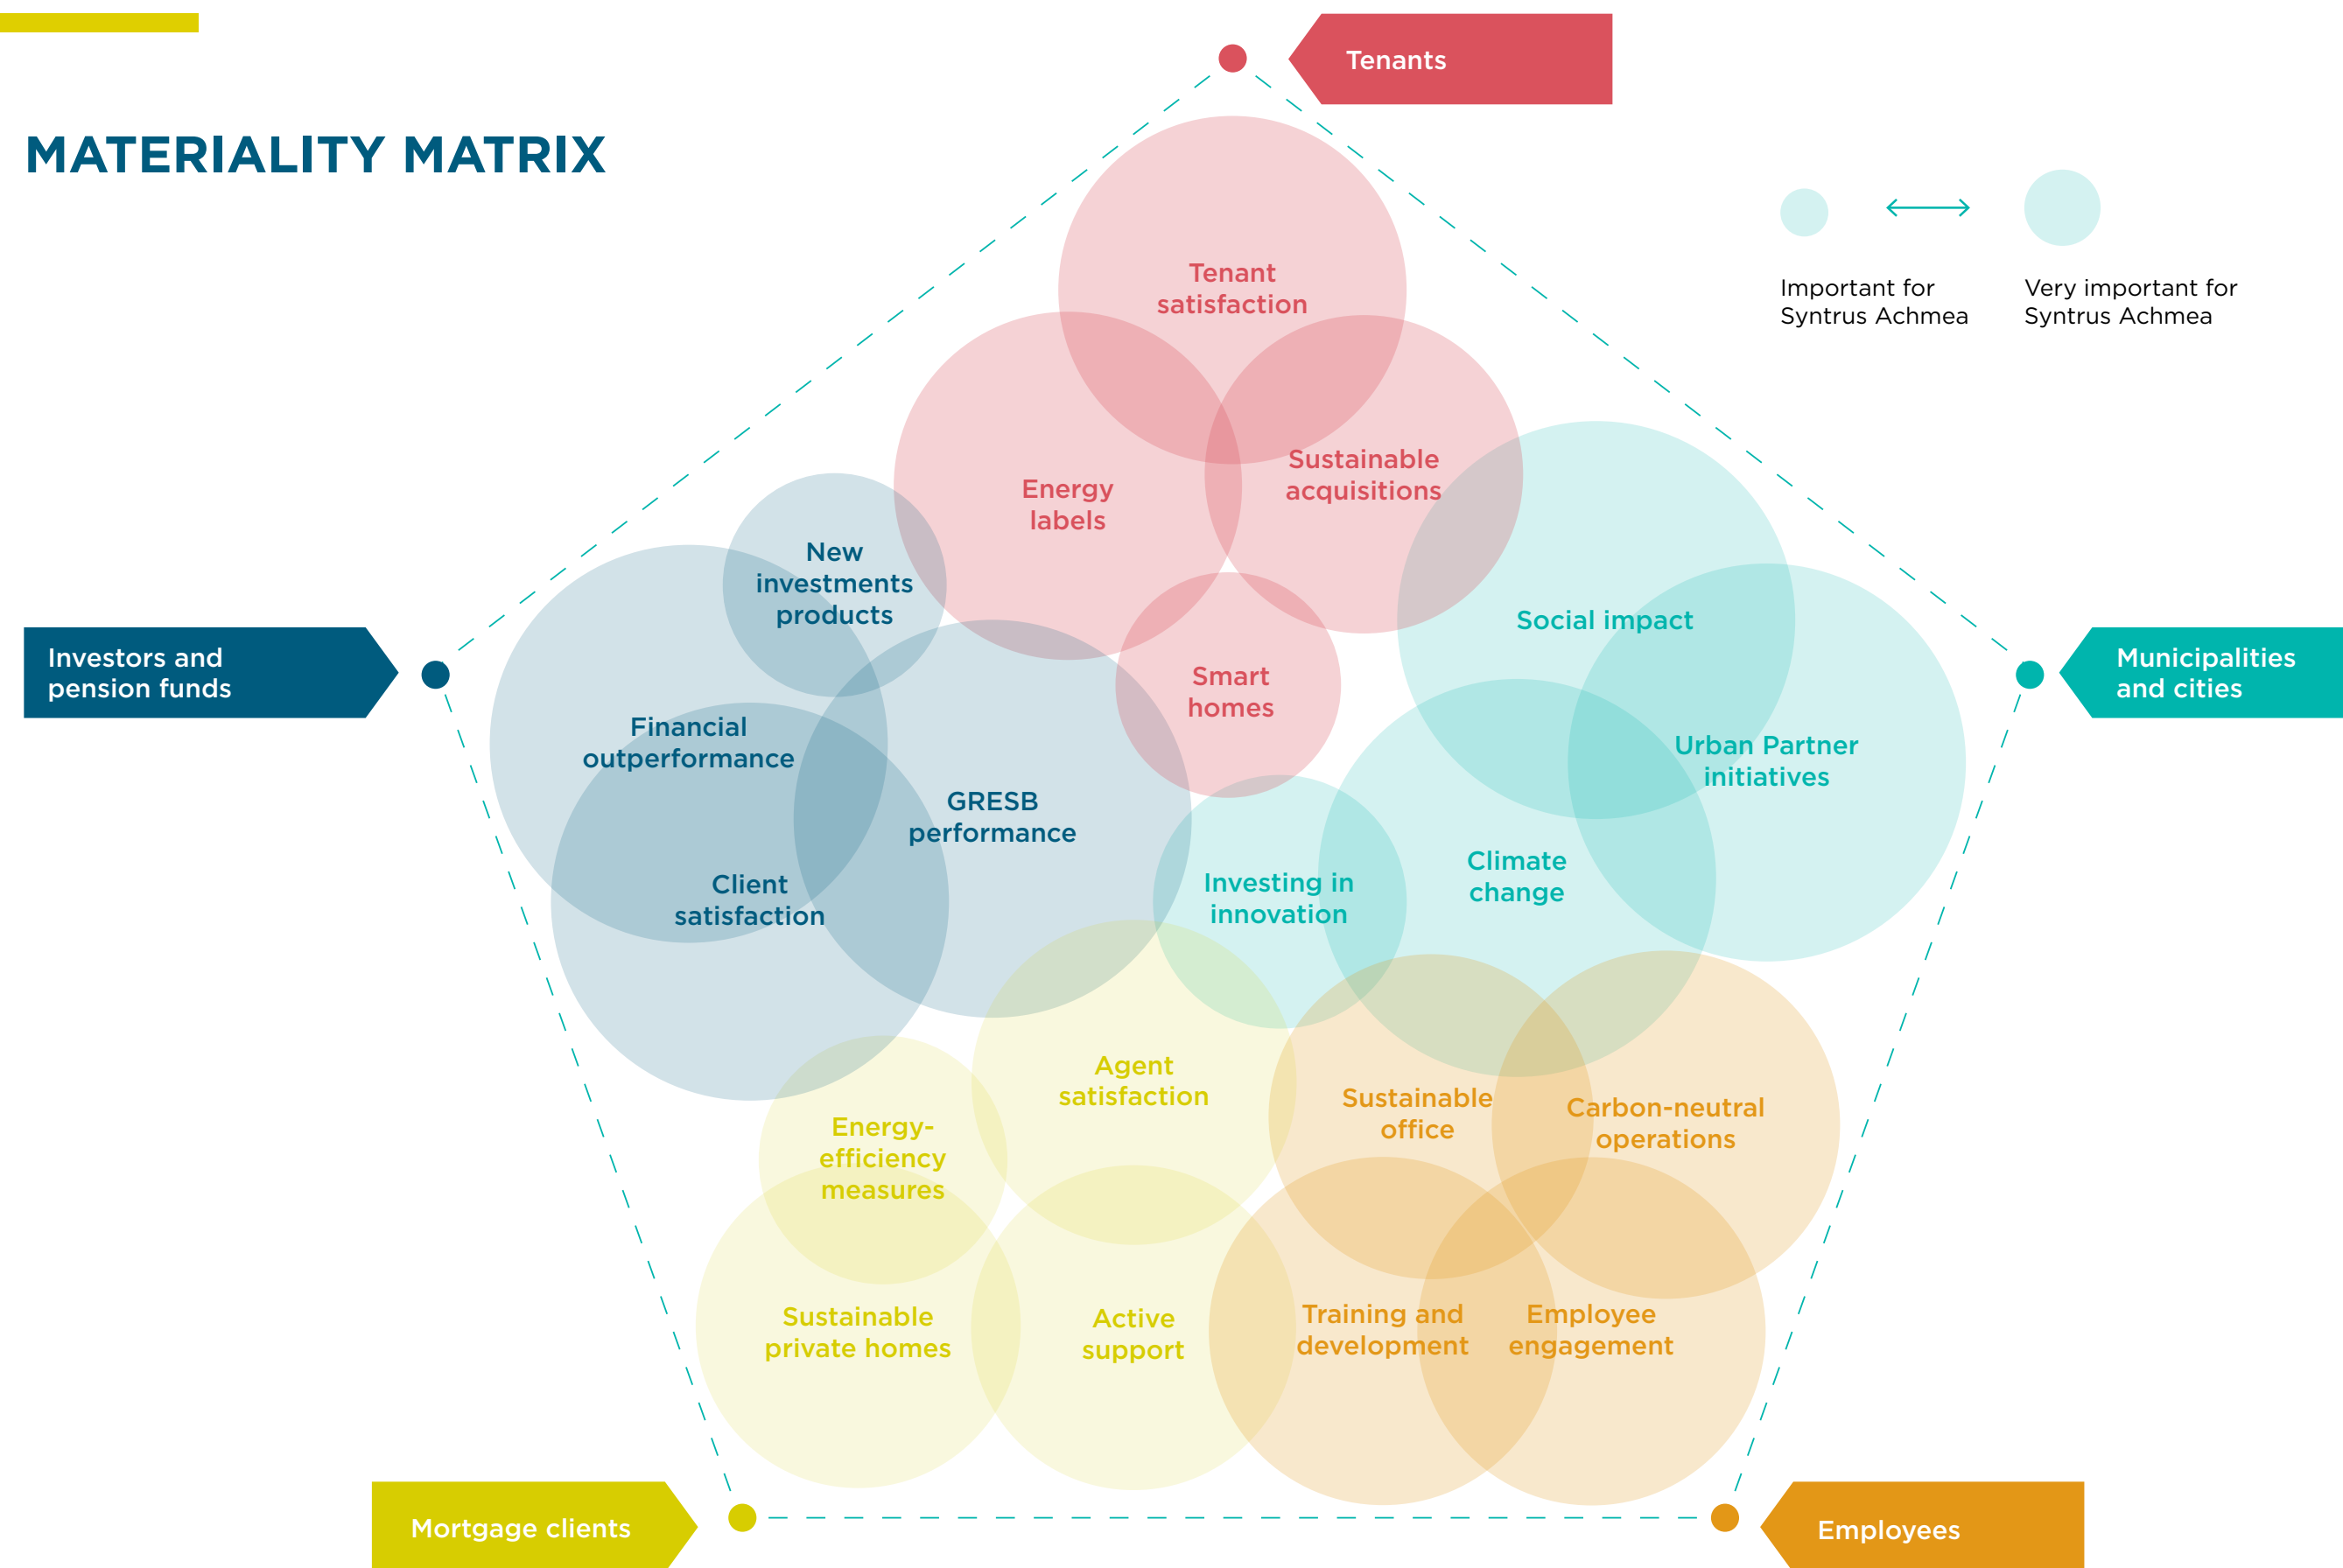 MATERIALITY MATRIX
Tenants
Important for
Syntrus Achmea
Very important for
Syntrus Achmea
Tenant
satisfaction
Energy
labels
Sustainable
acquisitions
Smart
homes
New
investments
products
Investors and
pension funds
Financial
outperformance
GRESB
performance
Client
satisfaction
Municipalities
and cities
Social impact
Urban Partner
initiatives
Climate
change
Investing in
innovation
Agent
satisfaction
Energy-
efficiency
measures
Sustainable
private homes
Active
support
Sustainable
office
Carbon-neutral
operations
Training and
development
Employee
engagement
Mortgage clients
Employees